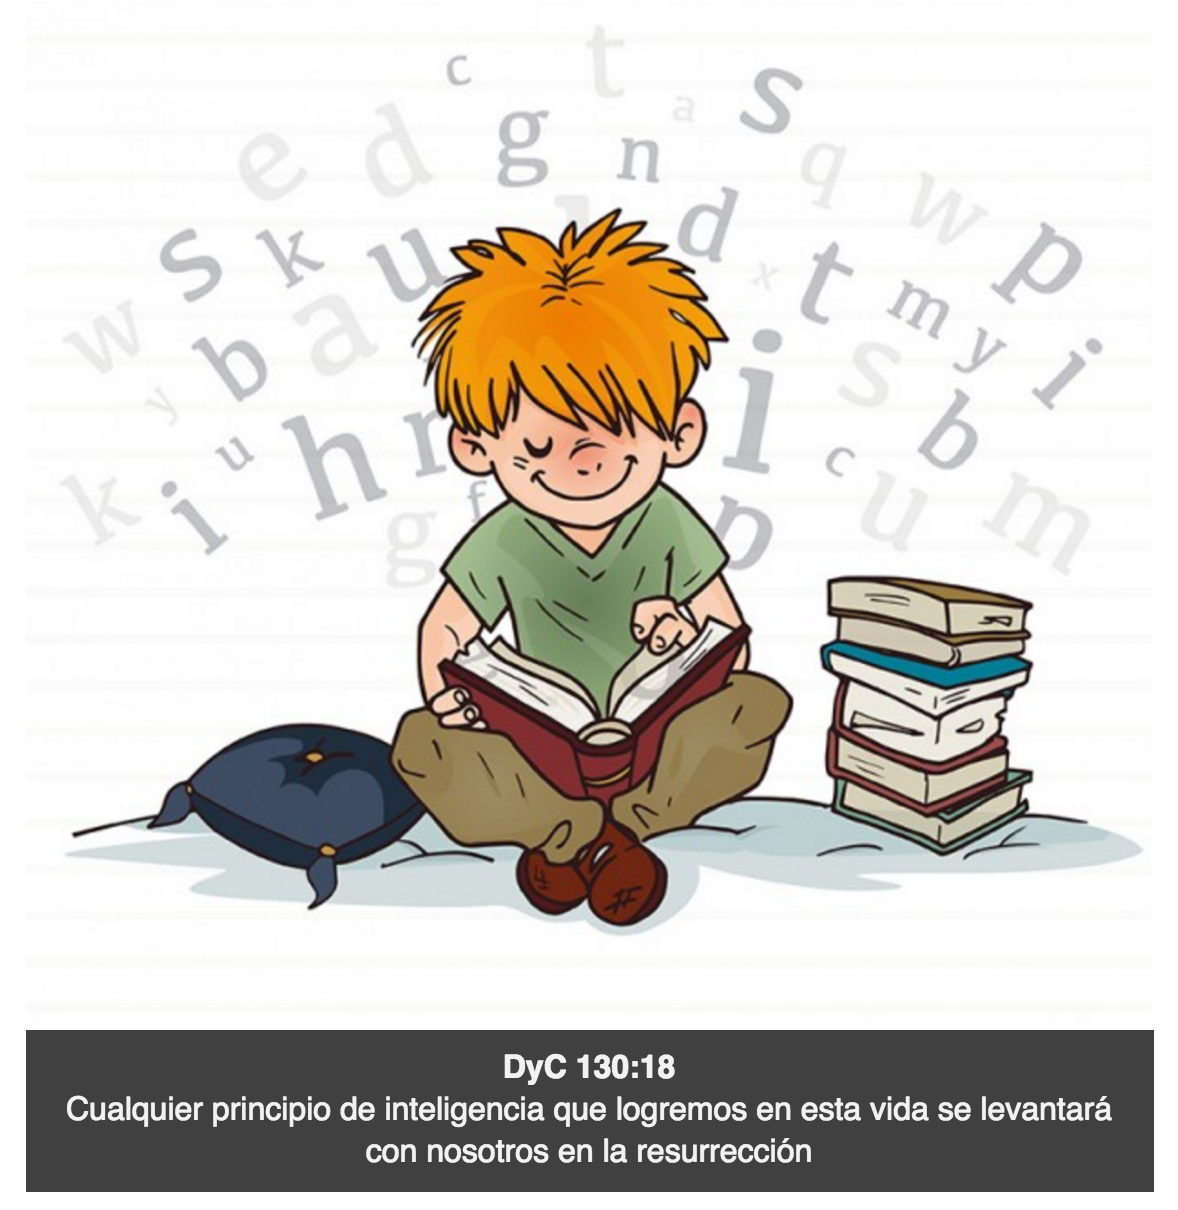 c t s
e d g n a q w
s k u d x t m y p i
w y b a i s b
k i u h r f g p c u m
DyC 130:18
Cualquier principio de inteligencia que logremos en esta vida se levantará
con nosotros en la resurrección